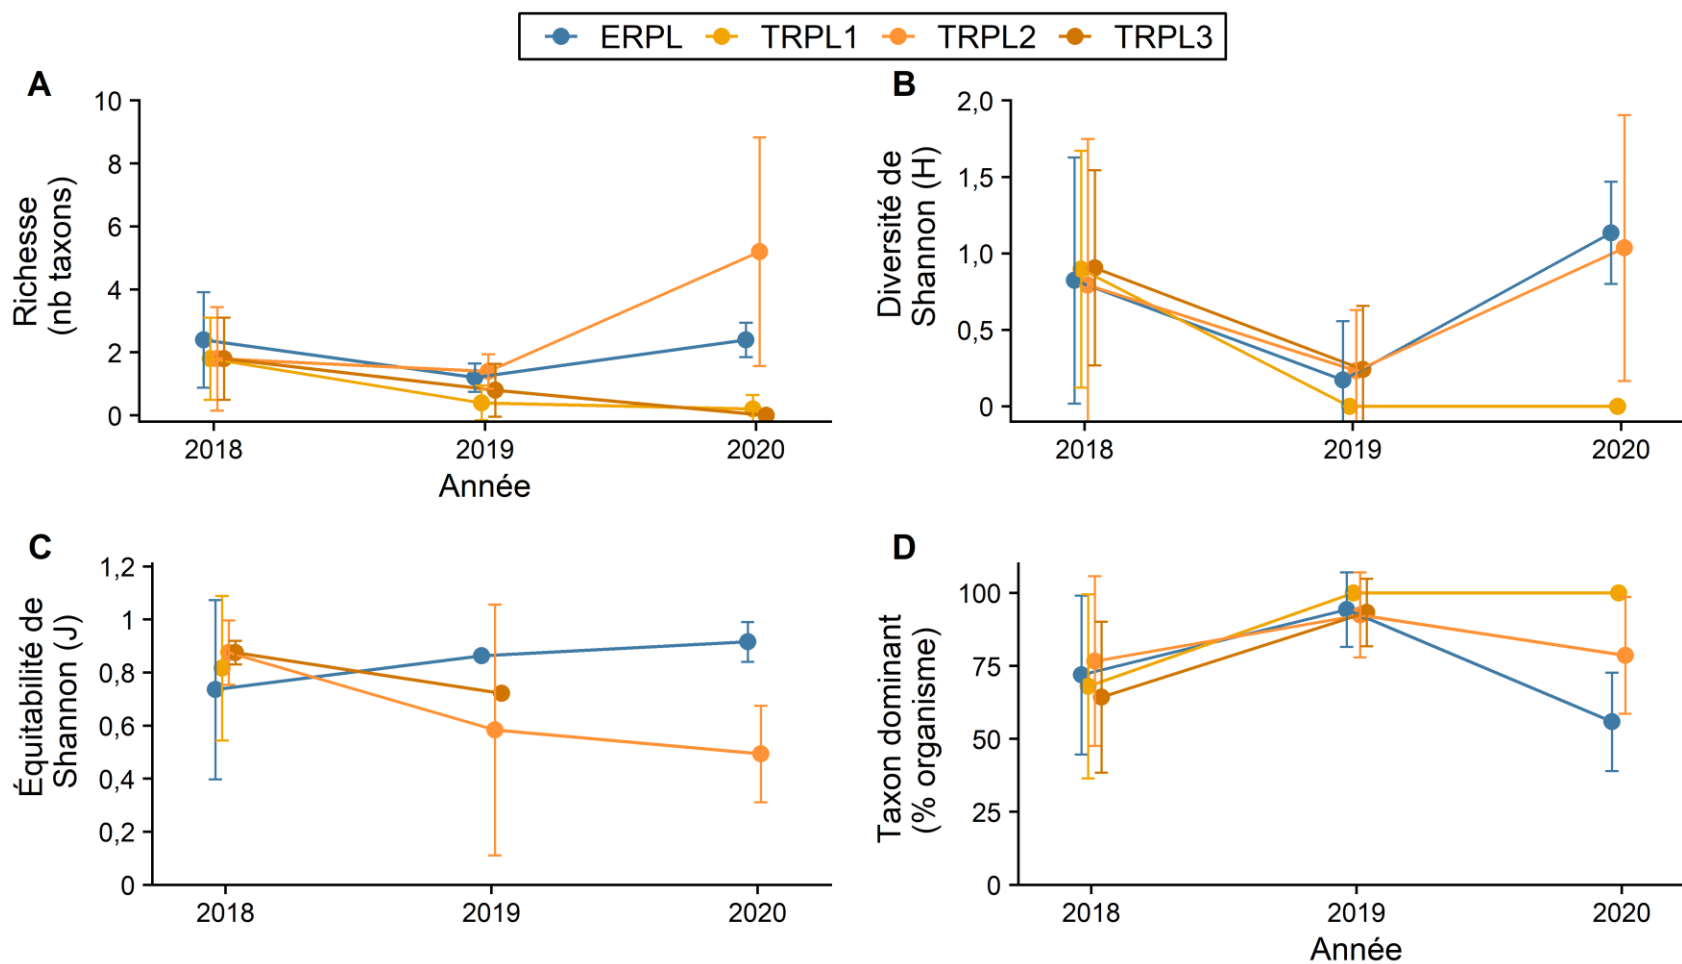 ERPL TRPL1 TRPL2 TRPL3
A
Richesse
(nb taxons)
10
8
6
4
2
0
2018 2019 2020
Année
B
Diversité de
Shannon (H)
2,0
1,5
1,0
0,5
0
2018 2019 2020
C
Équitabilité de
Shannon (J)
1,2
1
0,8
0,6
0,4
0,2
0
2018 2019 2020
D
Taxon dominant
(% organisme)
100
75
50
25
0
2018 2019 2020
Année